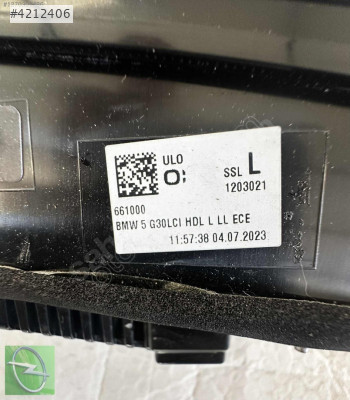 #4212406
ULO
SSL L
1203021
661000
BMW 5 G30LCI HDL L LL ECE
11:57:38 04.07.2023